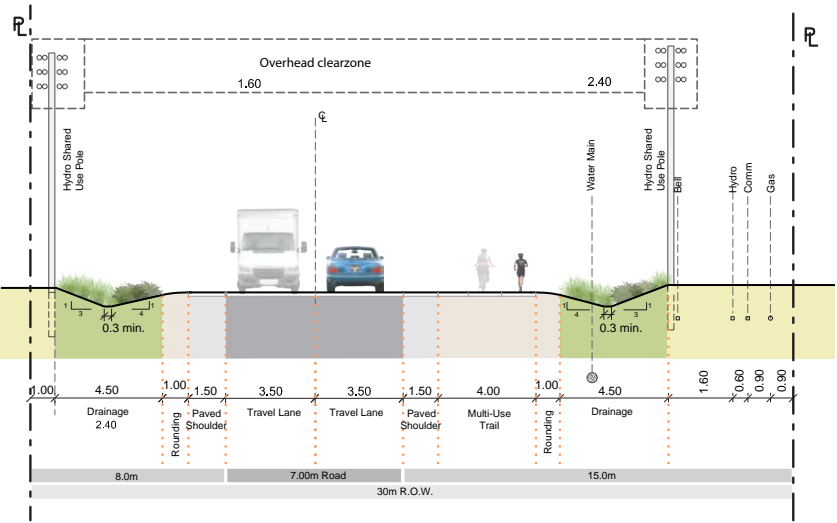 PL
PL
Overhead clearzone
1.60
2.40
CL
Hydro Shared
Use Pole
Water Main
Hydro Shared
Use Pole
Bell
Hydro
Comm
Gas
1
3
4
1
0.3 min.
1
4
3
1
0.3 min.
1.00
4.50
1.00
1.50
3.50
3.50
1.50
4.00
1.00
4.50
1.60
0.60
0.90
0.90
Drainage
2.40
Rounding
Paved
Shoulder
Travel Lane
Travel Lane
Paved
Shoulder
Multi-Use
Trail
Rounding
Drainage
8.0m
7.00m Road
15.0m
30m R.O.W.